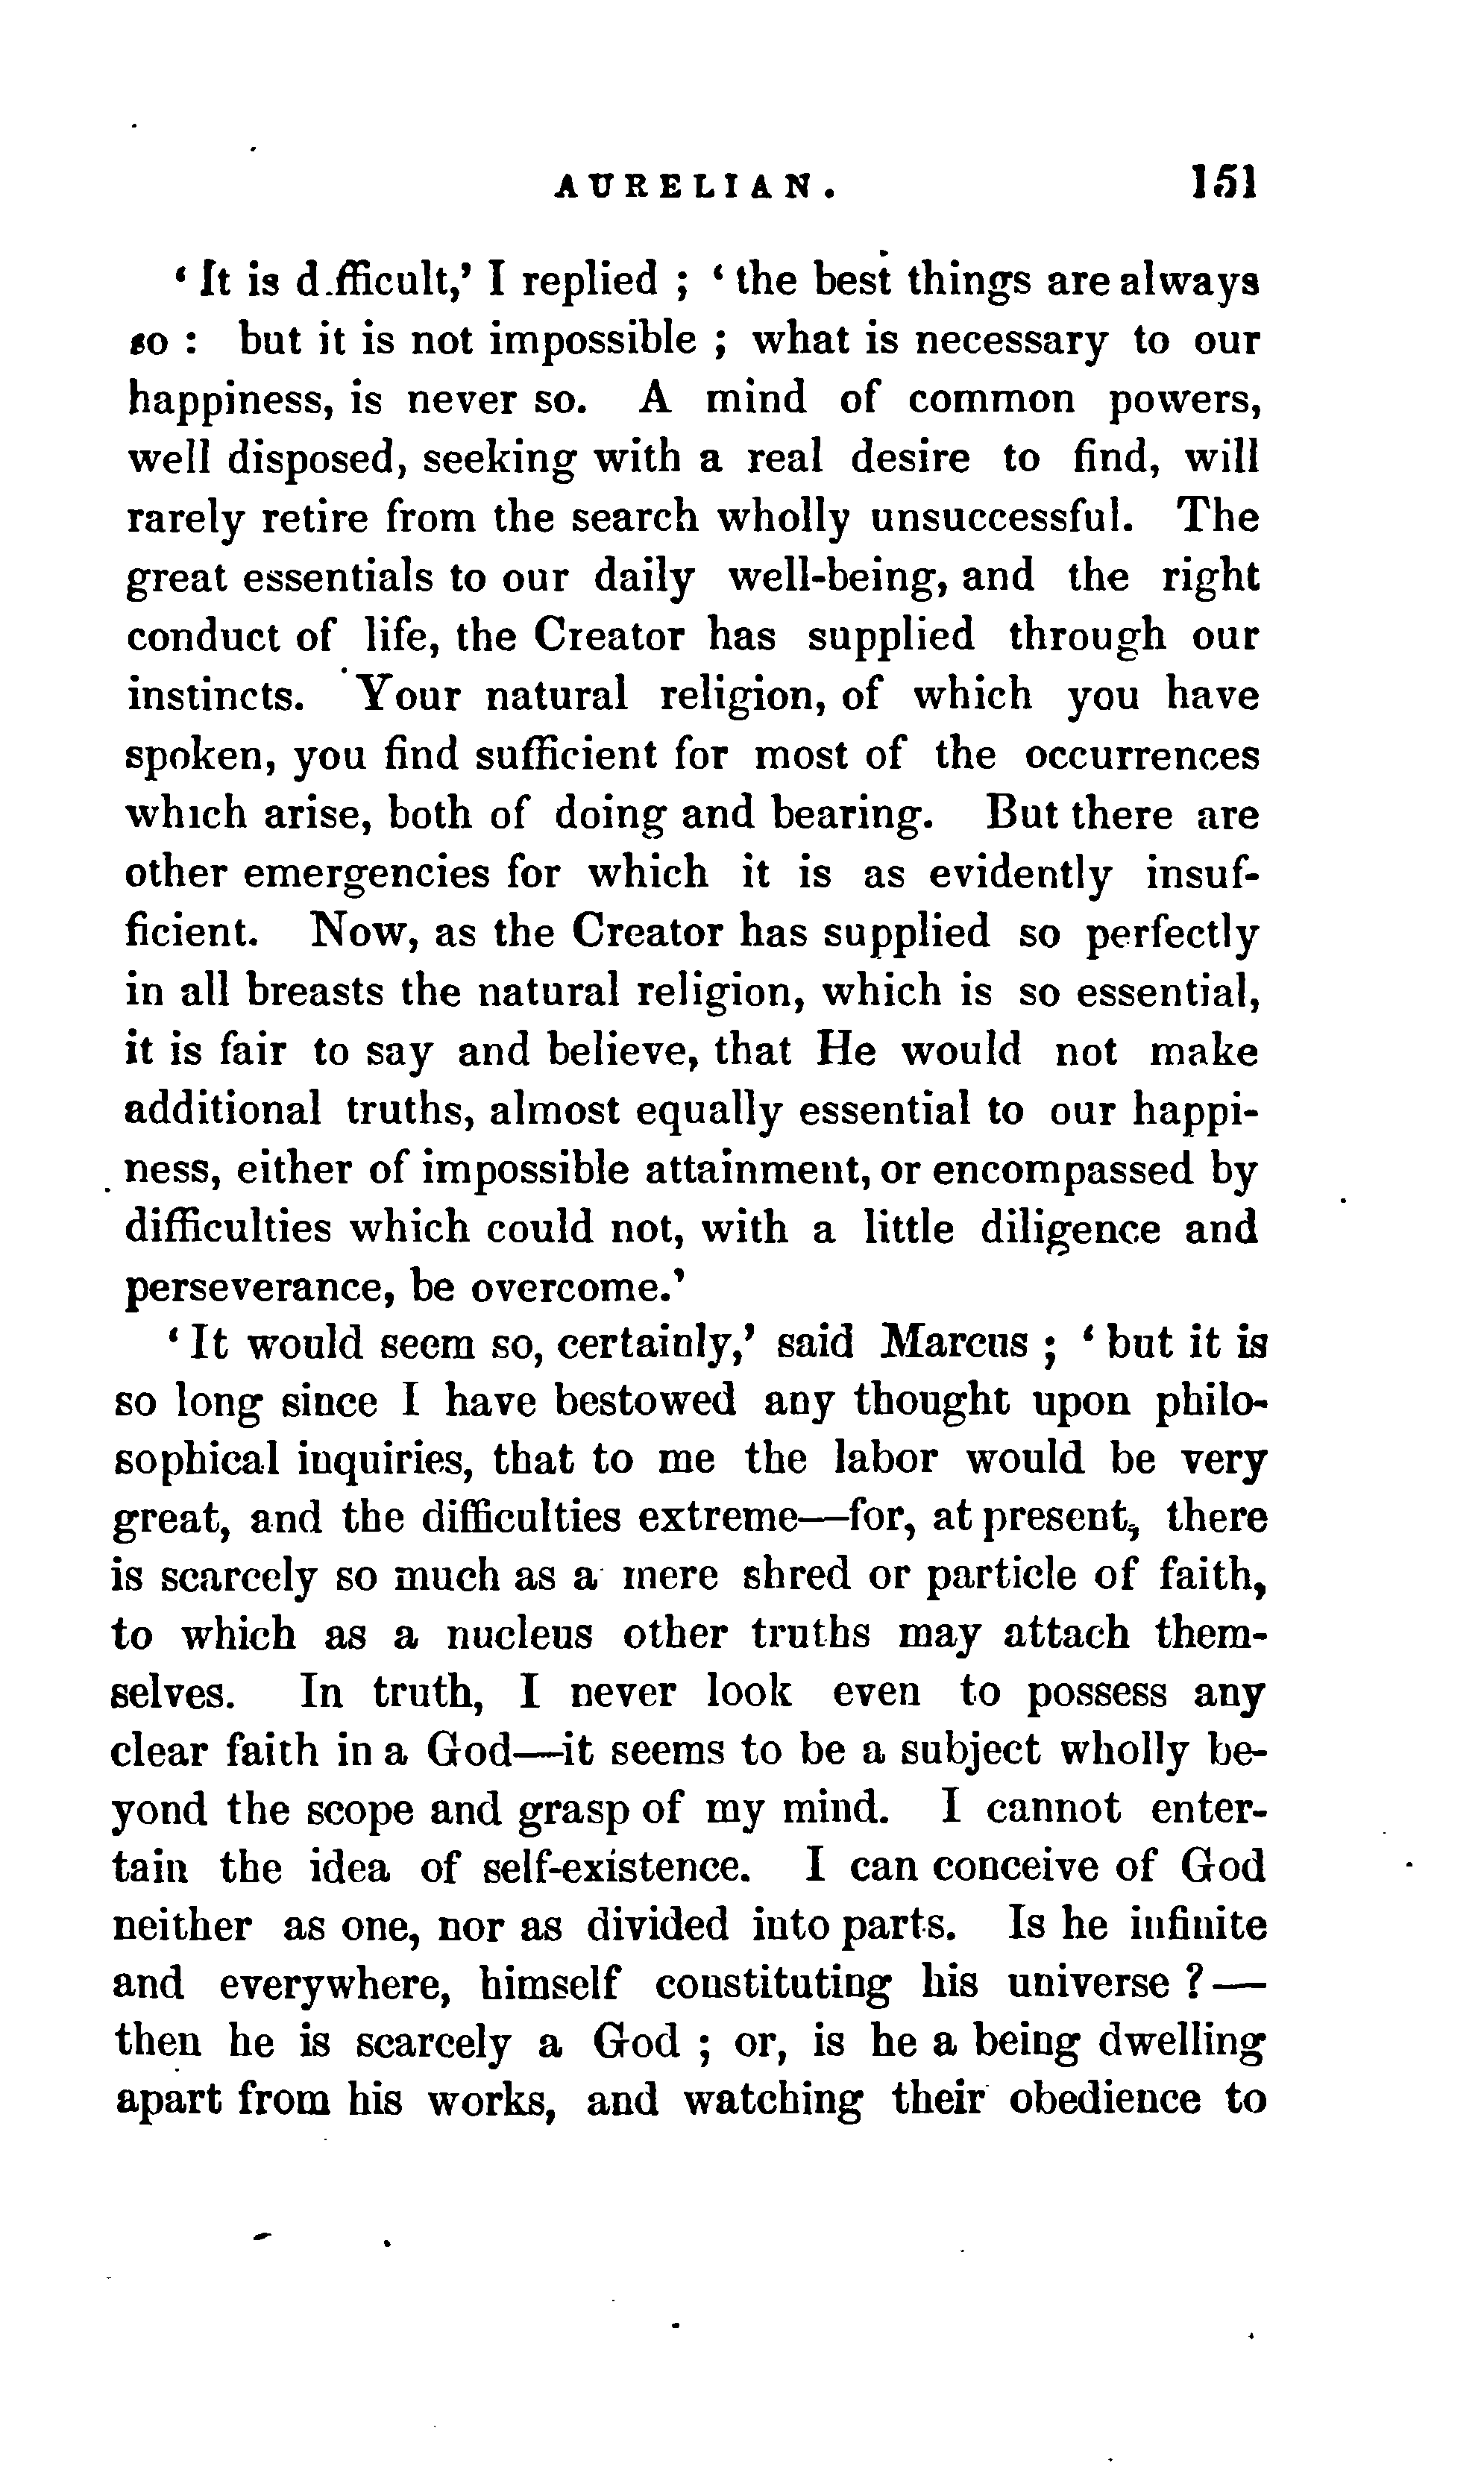 AURELIAN. 151
‘ It is difficult,’ I replied ; ‘ the best things are always
so : but it is not impossible ; what is necessary to our
happiness, is never so. A mind of common powers,
well disposed, seeking with a real desire to find, will
rarely retire from the search wholly unsuccessful. The
great essentials to our daily well-being, and the right
conduct of life, the Creator has supplied through our
instincts. Your natural religion, of which you have
spoken, you find sufficient for most of the occurrences
which arise, both of doing and bearing. But there are
other emergencies for which it is as evidently insuf-
ficient. Now, as the Creator has supplied so perfectly
in all breasts the natural religion, which is so essential,
it is fair to say and believe, that He would not make
additional truths, almost equally essential to our happi-
ness, either of impossible attainment, or encompassed by
difficulties which could not, with a little diligence and
perseverance, be overcome.’
‘ It would seem so, certainly,’ said Marcus ; ‘ but it is
so long since I have bestowed any thought upon philo-
sophical inquiries, that to me the labor would be very
great, and the difficulties extreme—for, at present, there
is scarcely so much as a mere shred or particle of faith,
to which as a nucleus other truths may attach them-
selves. In truth, I never look even to possess any
clear faith in a God—it seems to be a subject wholly be-
yond the scope and grasp of my mind. I cannot enter-
tain the idea of self-existence. I can conceive of God
neither as one, nor as divided into parts. Is he infinite
and everywhere, himself constituting his universe ?—
then he is scarcely a God ; or, is he a being dwelling
apart from his works, and watching their obedience to